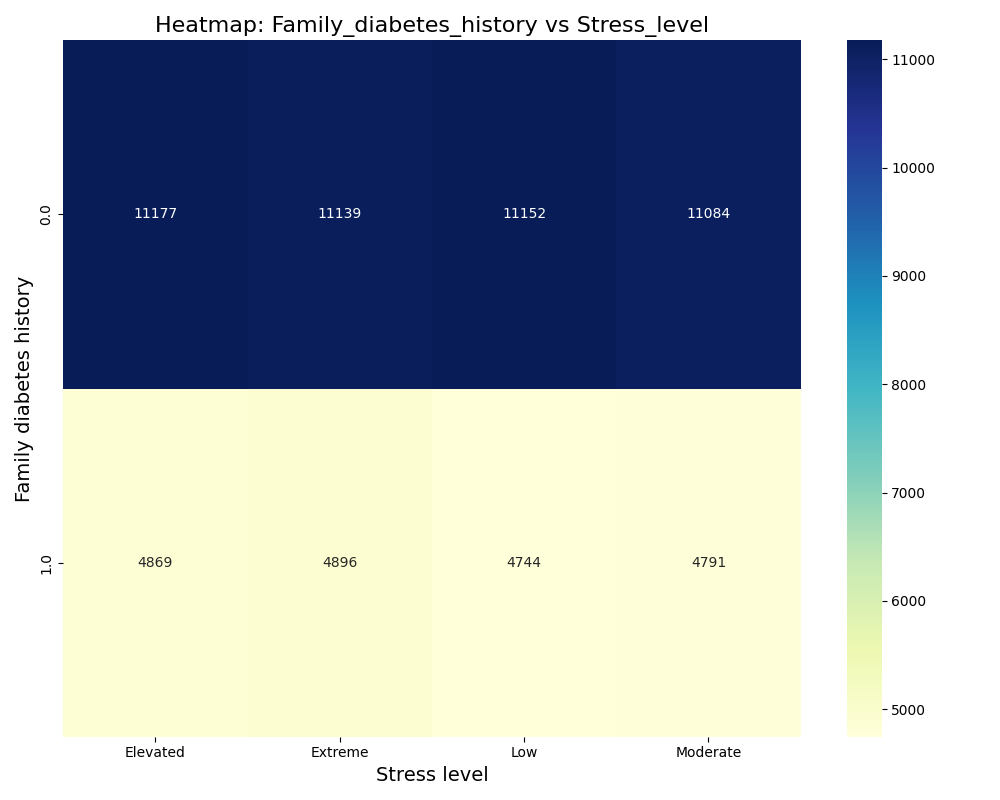 Heatmap: Family_diabetes_history vs Stress_level
Family diabetes history
0.0
11177 11139 11152 11084
1.0
4869 4896 4744 4791
Elevated Extreme Low Moderate
Stress level
11000
10000
9000
8000
7000
6000
5000